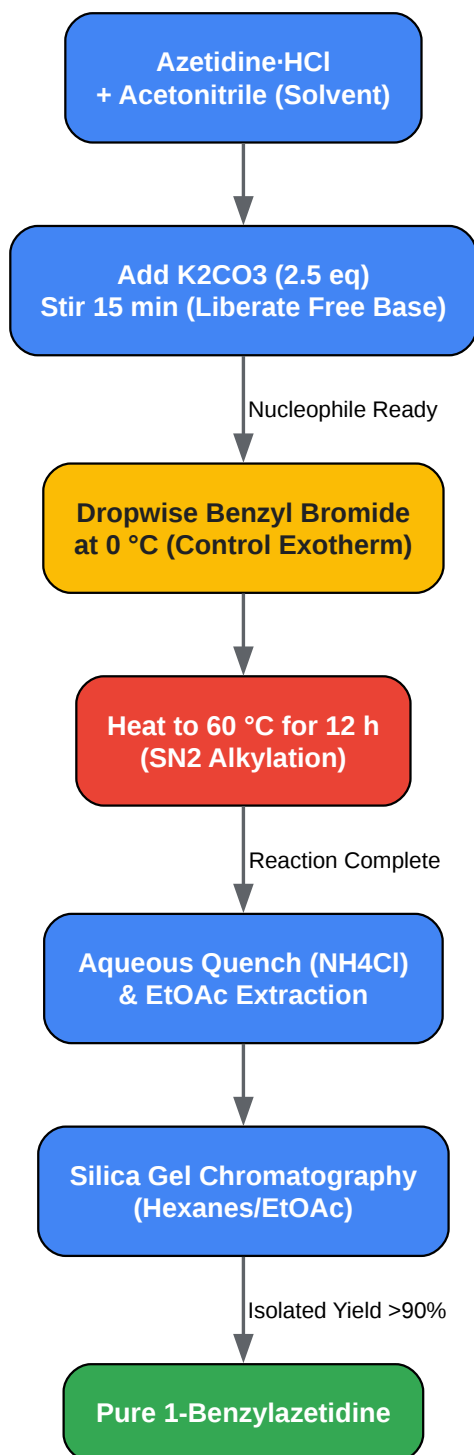 Azetidine·HCl
+ Acetonitrile (Solvent)
Add K2CO3 (2.5 eq)
Stir 15 min (Liberate Free Base)
Nucleophile Ready
Dropwise Benzyl Bromide
at 0 °C (Control Exotherm)
Heat to 60 °C for 12 h
(SN2 Alkylation)
Reaction Complete
Aqueous Quench (NH4Cl)
& EtOAc Extraction
Silica Gel Chromatography
(Hexanes/EtOAc)
Isolated Yield >90%
Pure 1-Benzylazetidine